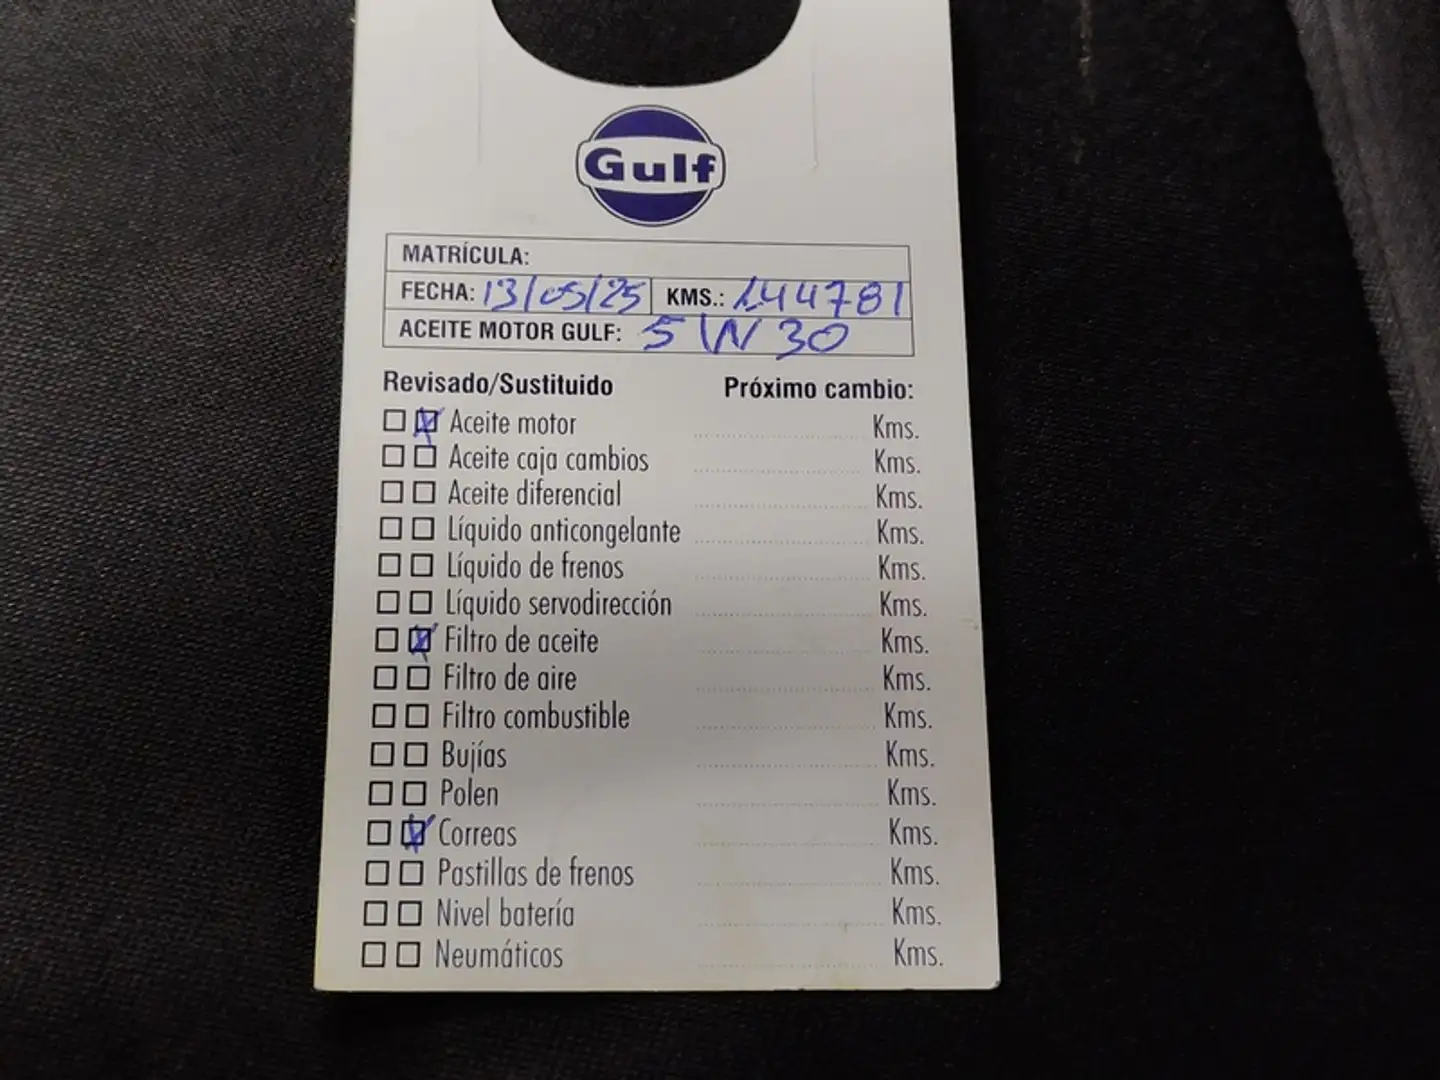 Gulf
MATRÍCULA:
FECHA: 13/05/25 KMS.: 144781
ACEITE MOTOR GULF: 5W30
Revisado/Sustituido Próximo cambio:
Aceite motor Kms.
Aceite caja cambios Kms.
Aceite diferencial Kms.
Líquido anticongelante Kms.
Líquido de frenos Kms.
Líquido servodirección Kms.
Filtro de aceite Kms.
Filtro de aire Kms.
Filtro combustible Kms.
Bujías Kms.
Polen Kms.
Correas Kms.
Pastillas de frenos Kms.
Nivel batería Kms.
Neumáticos Kms.